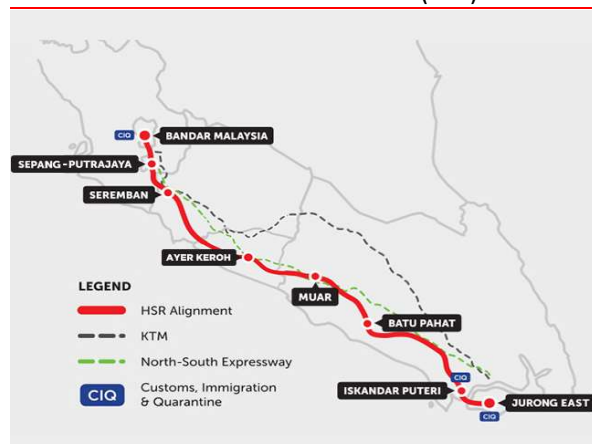 CIQ
BANDAR MALAYSIA
SEPANG-PUTRAJAYA
SEREMBAN
AYER KEROH
MUAR
BATU PAHAT
CIQ
ISKANDAR PUTERI
JURONG EAST
CIQ
LEGEND
HSR Alignment
KTM
North-South Expressway
CIQ
Customs, Immigration
& Quarantine